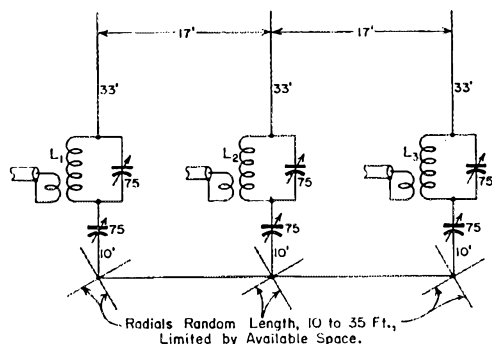 17' 17'
33' 33' 33'
L1 L2 L3
75 75 75
75 75 75
10' 10' 10'
Radials Random Length, 10 to 35 Ft.,
Limited by Available Space.